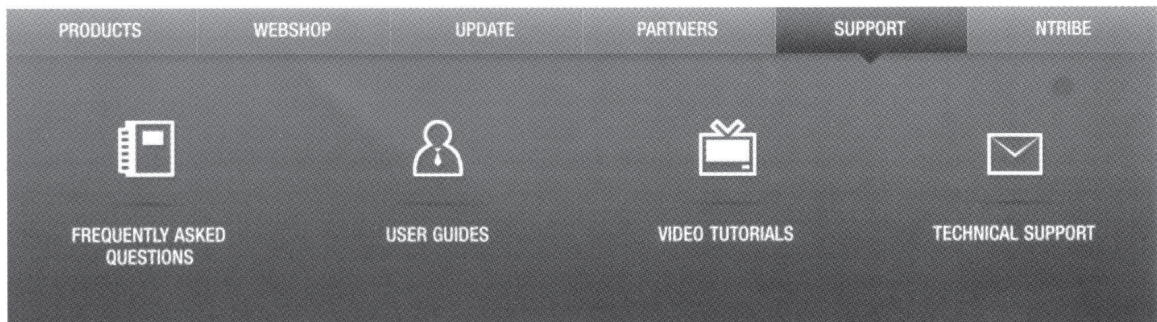 PRODUCTS
WEBSHOP
UPDATE
PARTNERS
SUPPORT
NTRIBE
FREQUENTLY ASKED
QUESTIONS
USER GUIDES
VIDEO TUTORIALS
TECHNICAL SUPPORT